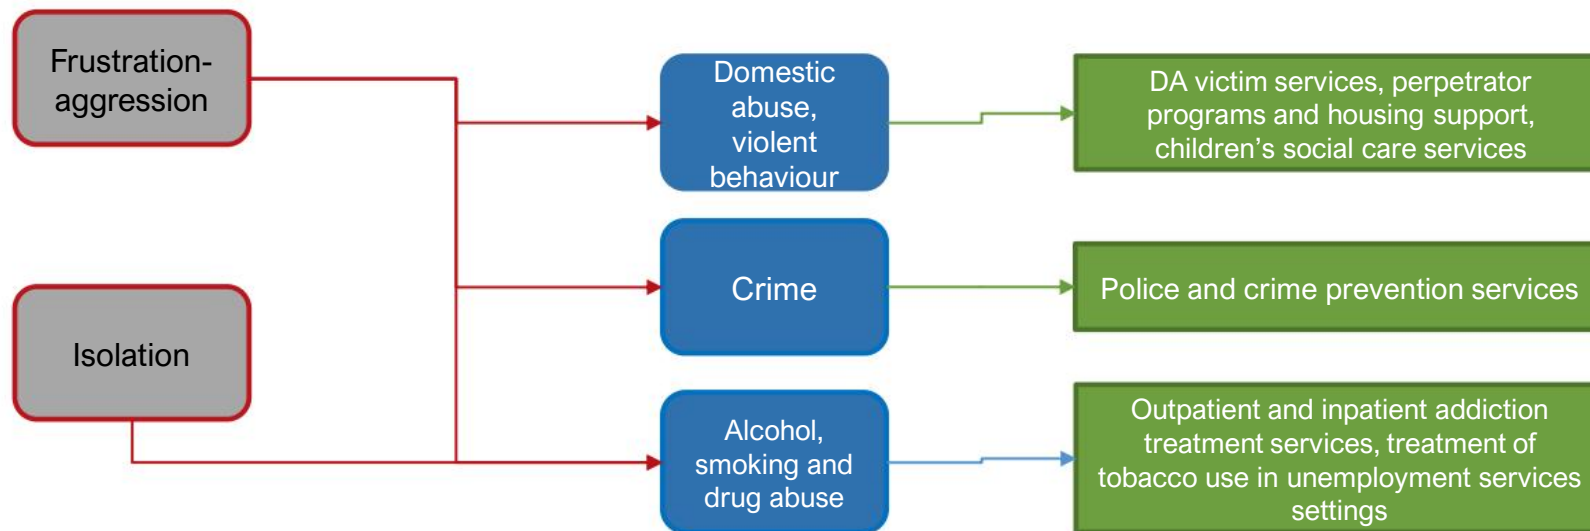 Frustration-
aggression
Isolation
Domestic
abuse,
violent
behaviour
Crime
Alcohol,
smoking and
drug abuse
DA victim services, perpetrator
programs and housing support,
children’s social care services
Police and crime prevention services
Outpatient and inpatient addiction
treatment services, treatment of
tobacco use in unemployment services
settings